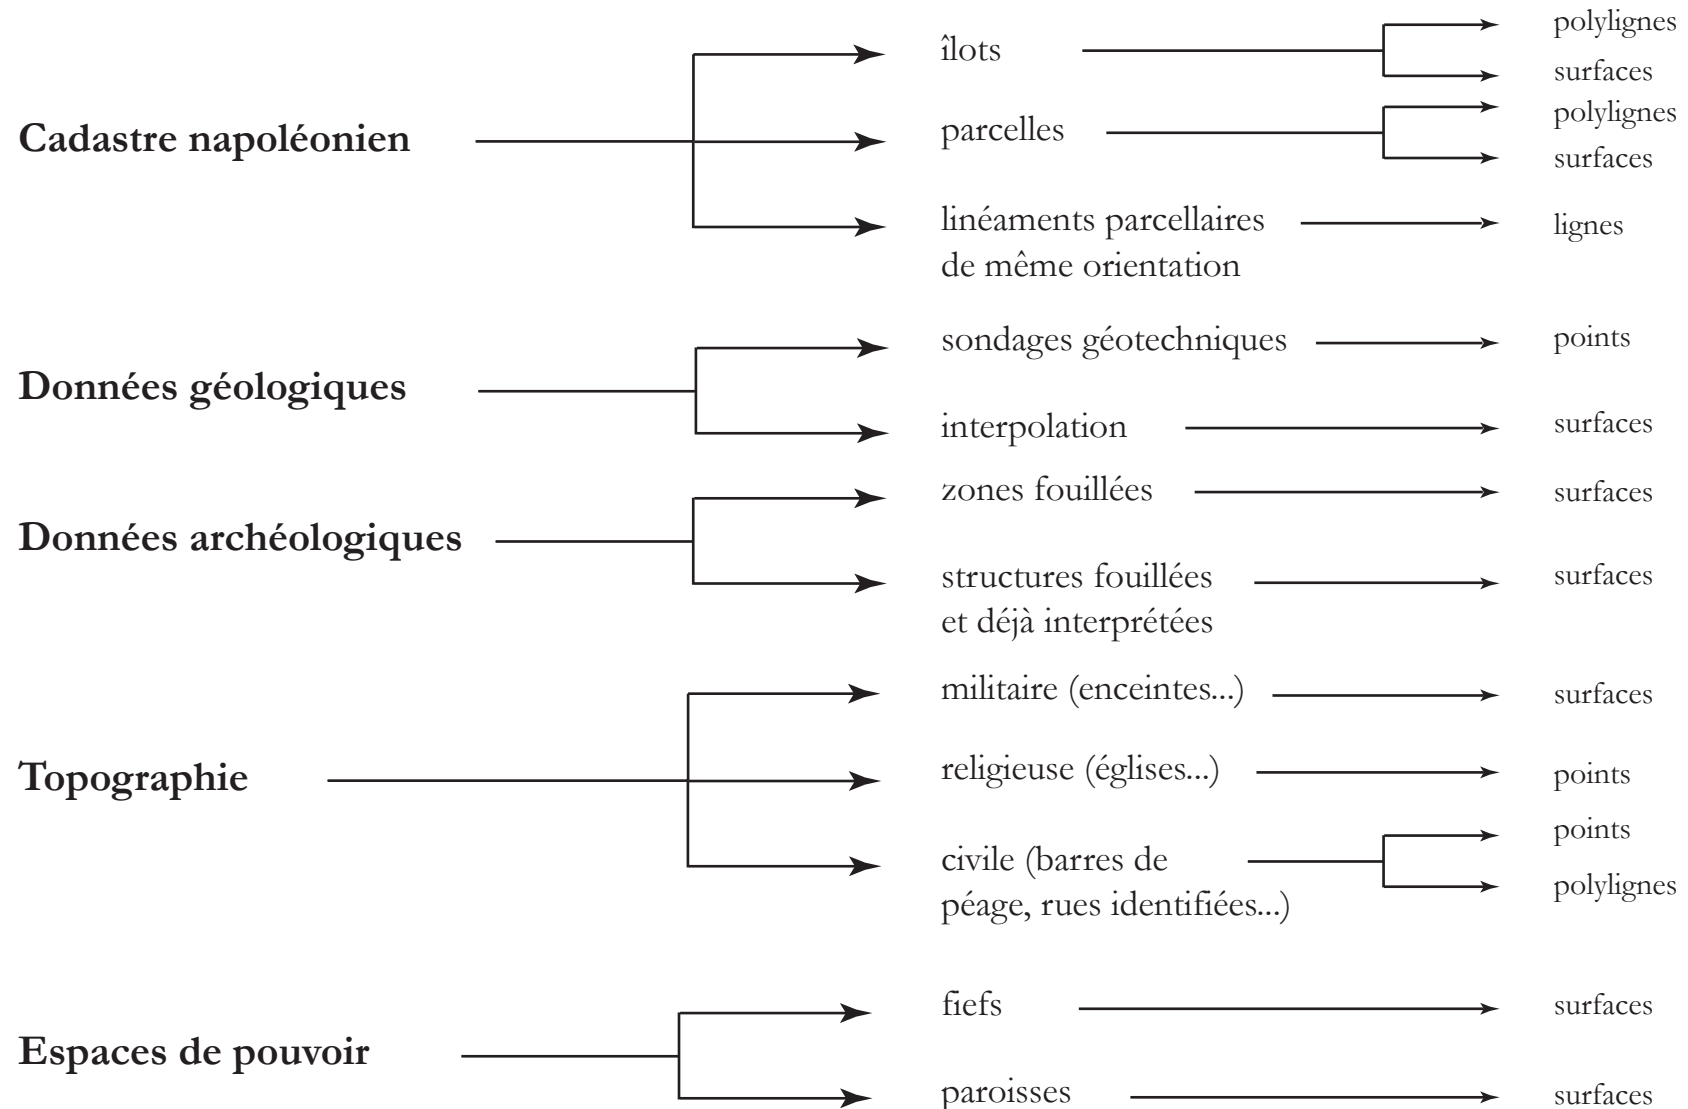 Cadastre napoléonien
îlots
polylignes
surfaces
parcelles
polylignes
surfaces
linéaments parcellaires
de même orientation
lignes
Données géologiques
sondages géotechniques
points
interpolation
surfaces
Données archéologiques
zones fouillées
surfaces
structures fouillées
et déjà interprétées
surfaces
Topographie
militaire (enceintes...)
surfaces
religieuse (églises...)
points
civile (barres de
péage, rues identifiées...)
points
polylignes
Espaces de pouvoir
fiefs
surfaces
paroisses
surfaces